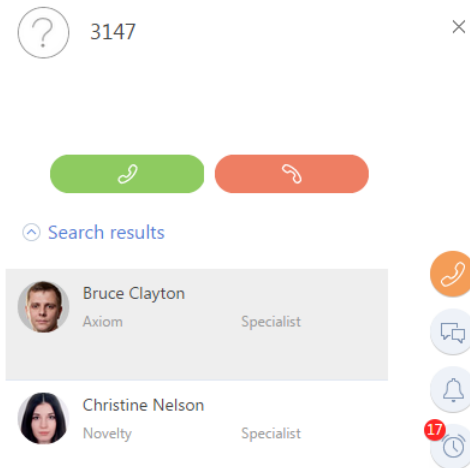 3147
Search results
Bruce Clayton
Axiom Specialist
Christine Nelson
Novelty Specialist
17